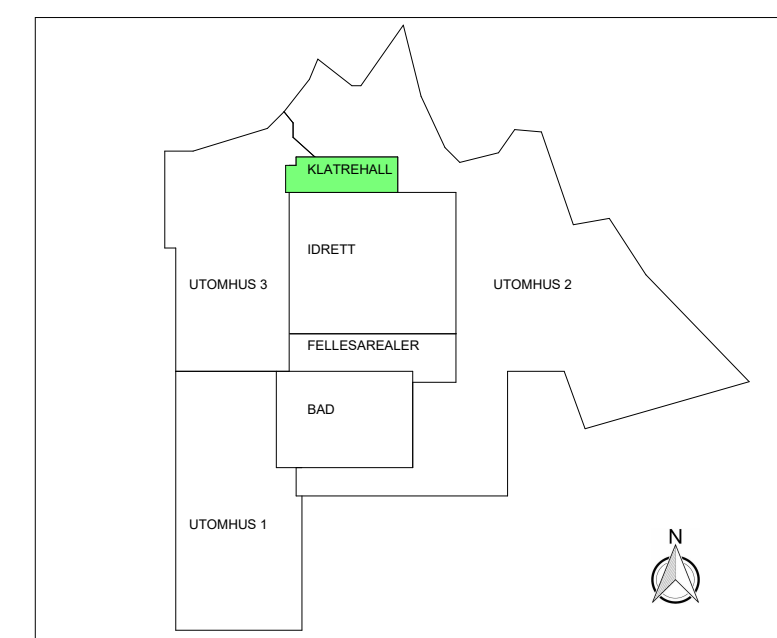 KLATREHALL
IDRETT
UTOMHUS 3
UTOMHUS 2
FELLESAREALER
BAD
UTOMHUS 1
N